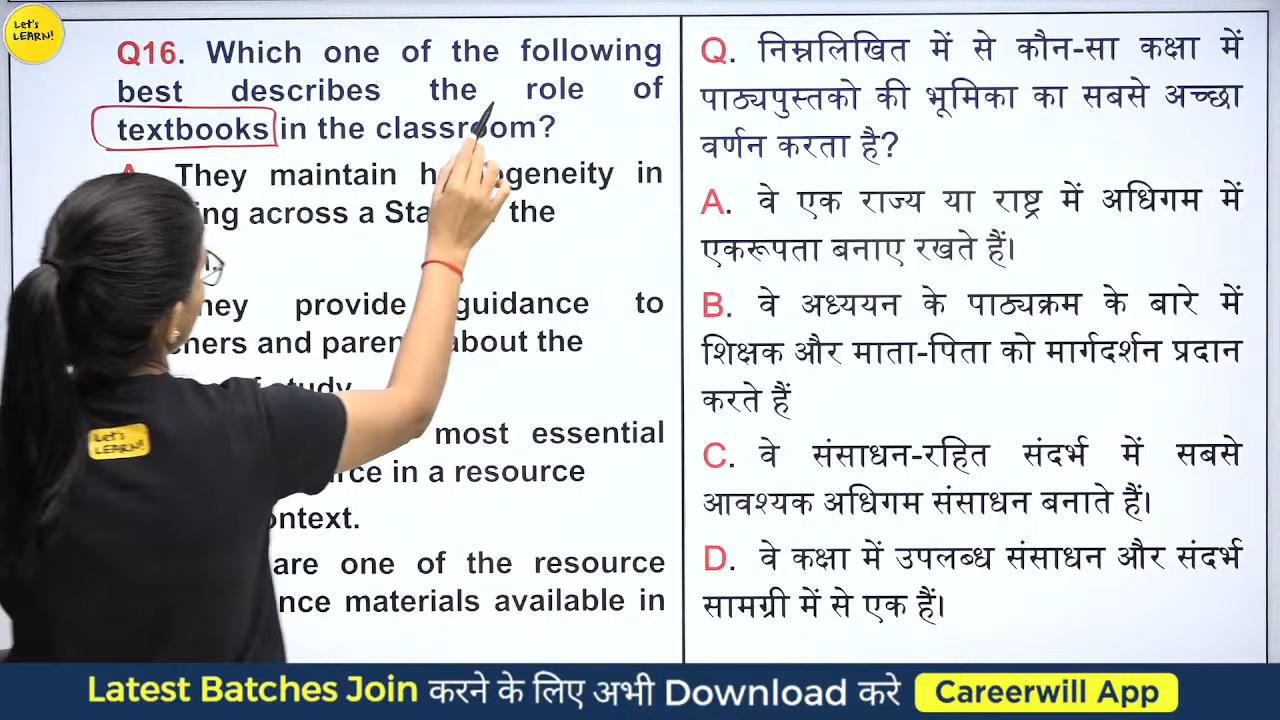 Let's
LEARN!
Q16. Which one of the following
best describes the role of
textbooks in the classroom?
They maintain in
across a the
provide guidance to
and about the
study
most essential
in a resource
are one of the resource
materials available in
Q. निम्नलिखित में से कौन-सा कक्षा में
पाठ्यपुस्तको की भूमिका का सबसे अच्छा
वर्णन करता है?
A. वे एक राज्य या राष्ट्र में अधिगम में
एकरूपता बनाए रखते हैं।
B. वे अध्ययन के पाठ्यक्रम के बारे में
शिक्षक और माता-पिता को मार्गदर्शन प्रदान
करते हैं
C. वे संसाधन-रहित संदर्भ में सबसे
आवश्यक अधिगम संसाधन बनाते हैं।
D. वे कक्षा में उपलब्ध संसाधन और संदर्भ
सामग्री में से एक हैं।
Let's
LEARN!
Latest Batches Join करने के लिए अभी Download करे Careerwill App